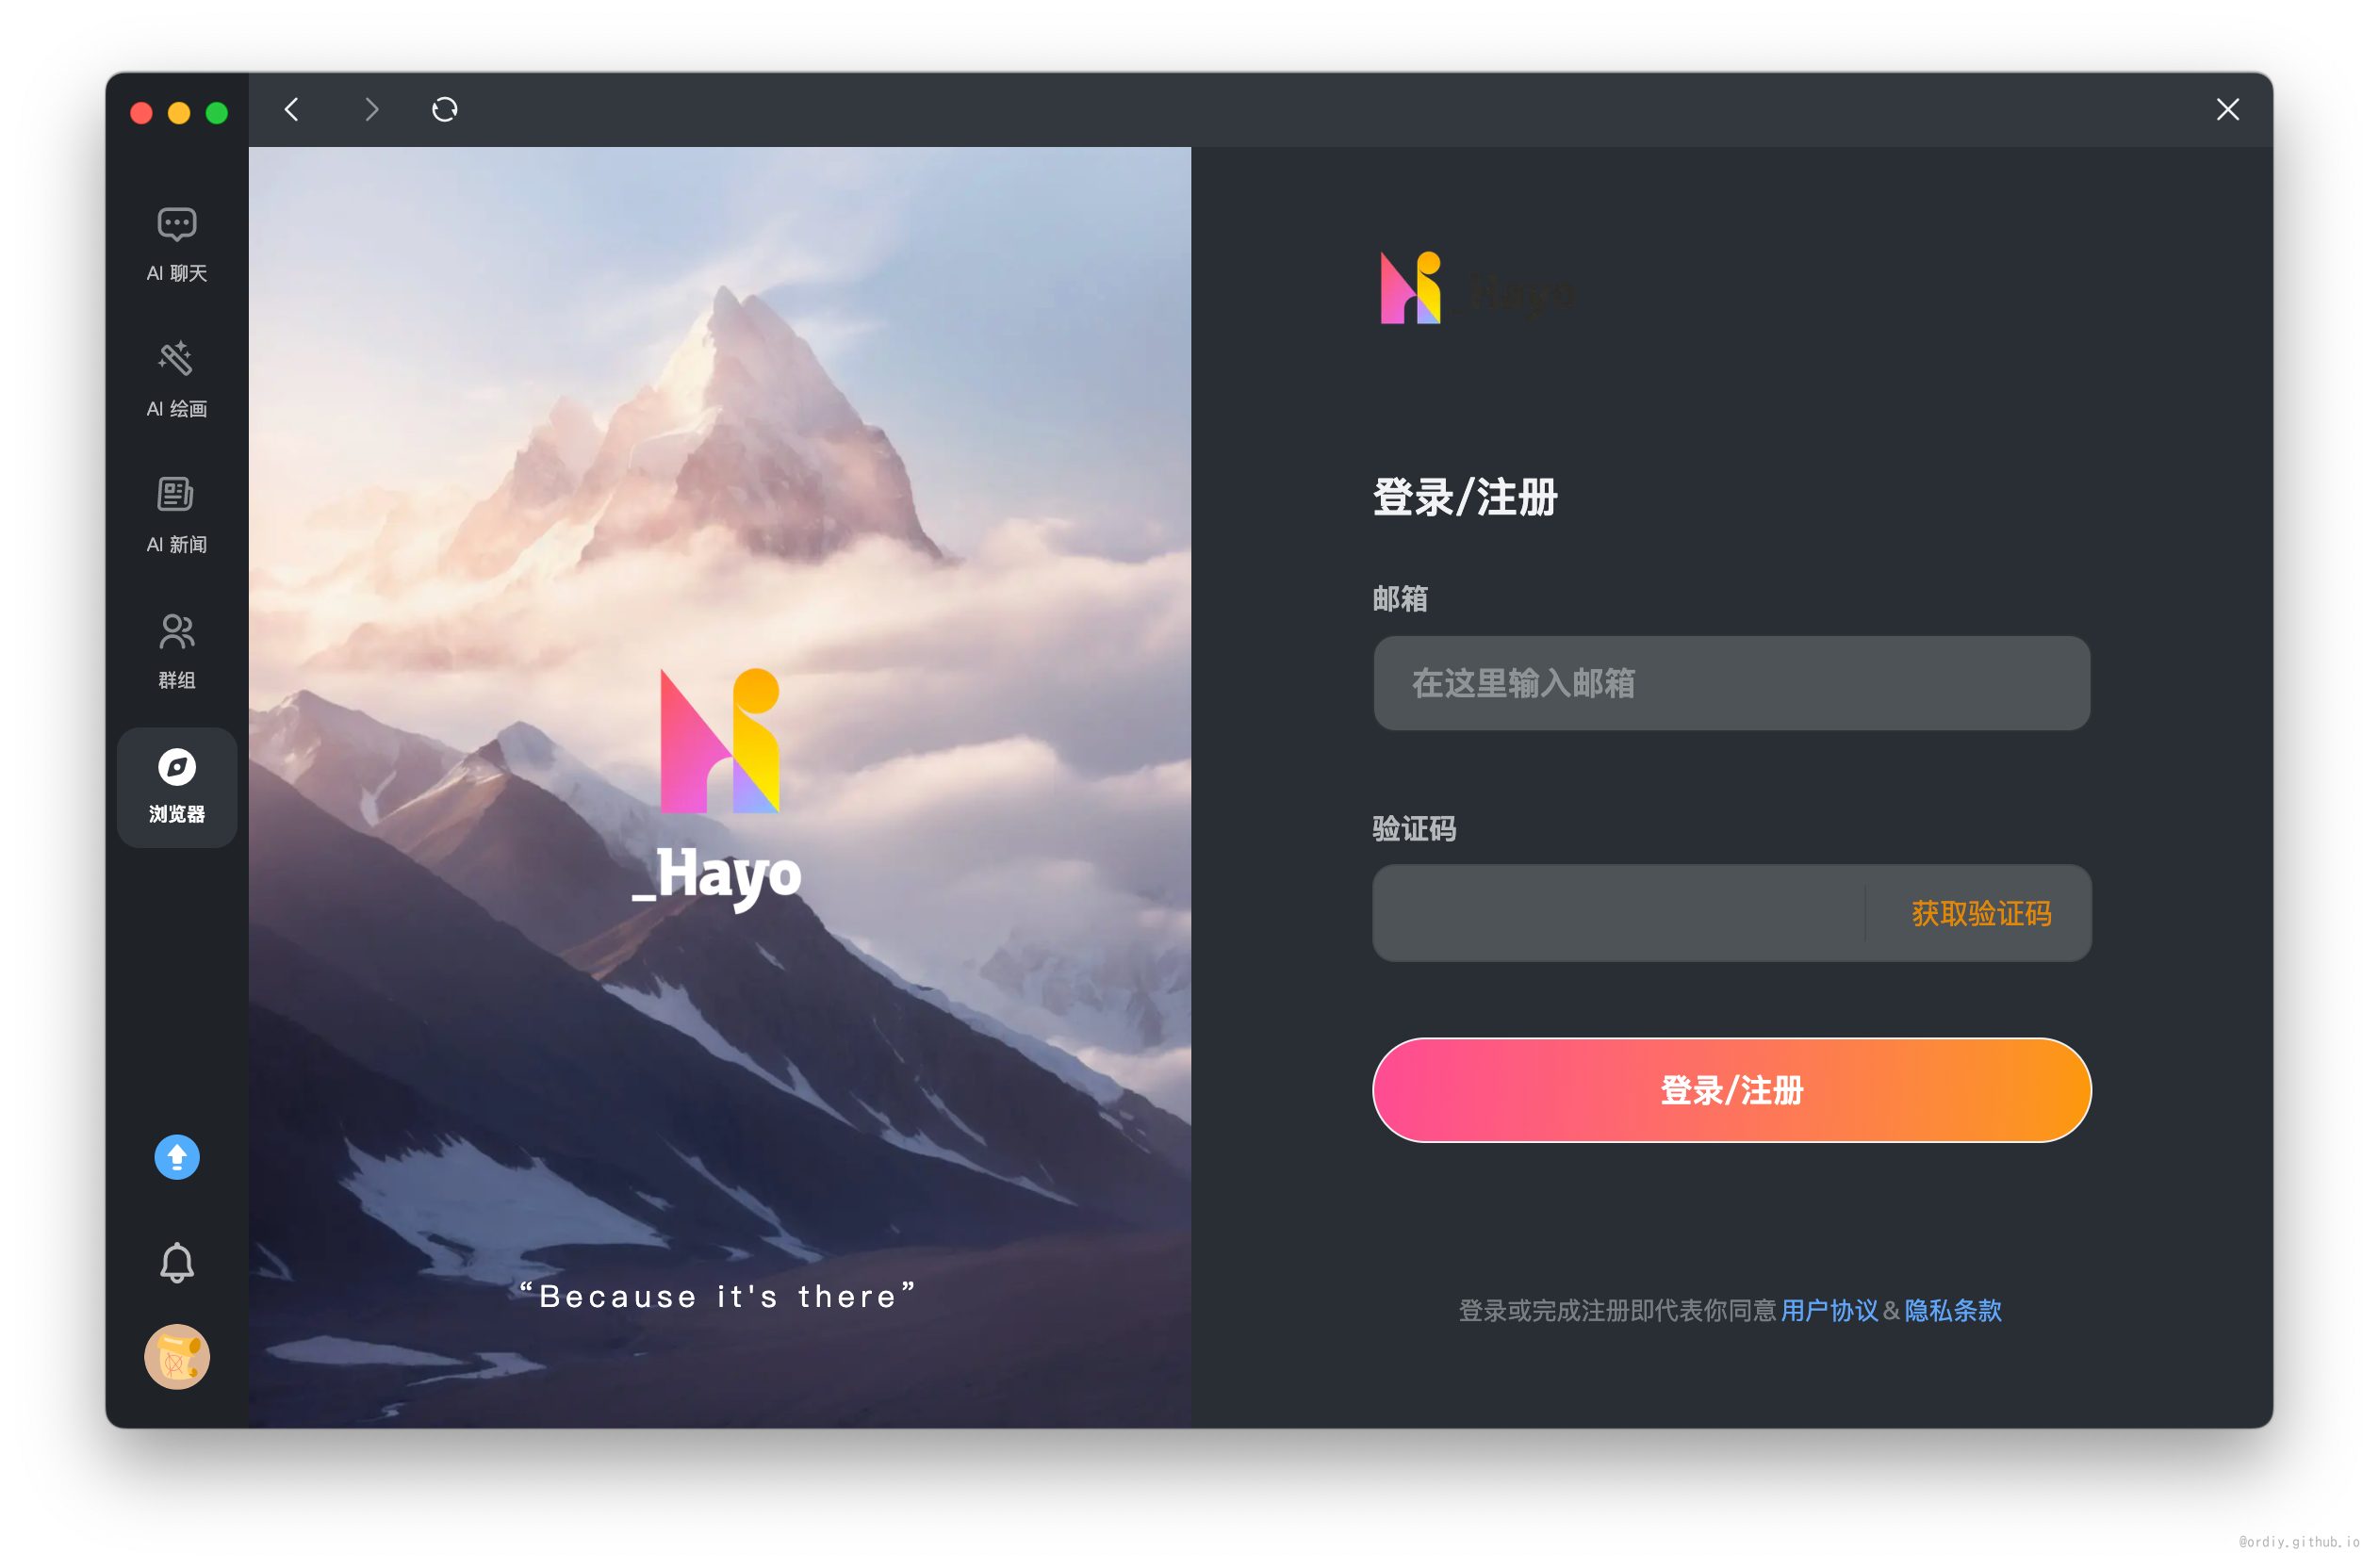 AI 聊天
AI 绘画
AI 新闻
群组
浏览器
_Hayo
“Because it's there”
_Hayo
登录/注册
邮箱
在这里输入邮箱
验证码
获取验证码
登录/注册
登录或完成注册即代表你同意 用户协议 & 隐私条款
@ordiy.github.io